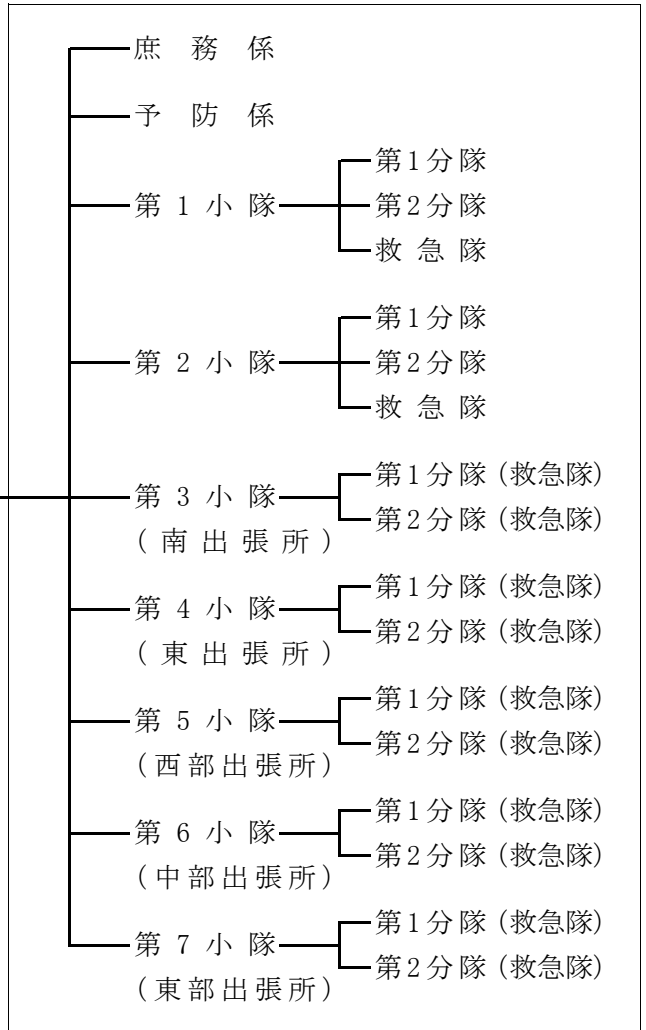 庶務係
予防係
第1分隊
第1小隊 第2分隊
救急隊
第1分隊
第2小隊 第2分隊
救急隊
第3小隊 第1分隊(救急隊)
(南出張所) 第2分隊(救急隊)
第4小隊 第1分隊(救急隊)
(東出張所) 第2分隊(救急隊)
第5小隊 第1分隊(救急隊)
(西部出張所) 第2分隊(救急隊)
第6小隊 第1分隊(救急隊)
(中部出張所) 第2分隊(救急隊)
第7小隊 第1分隊(救急隊)
(東部出張所) 第2分隊(救急隊)